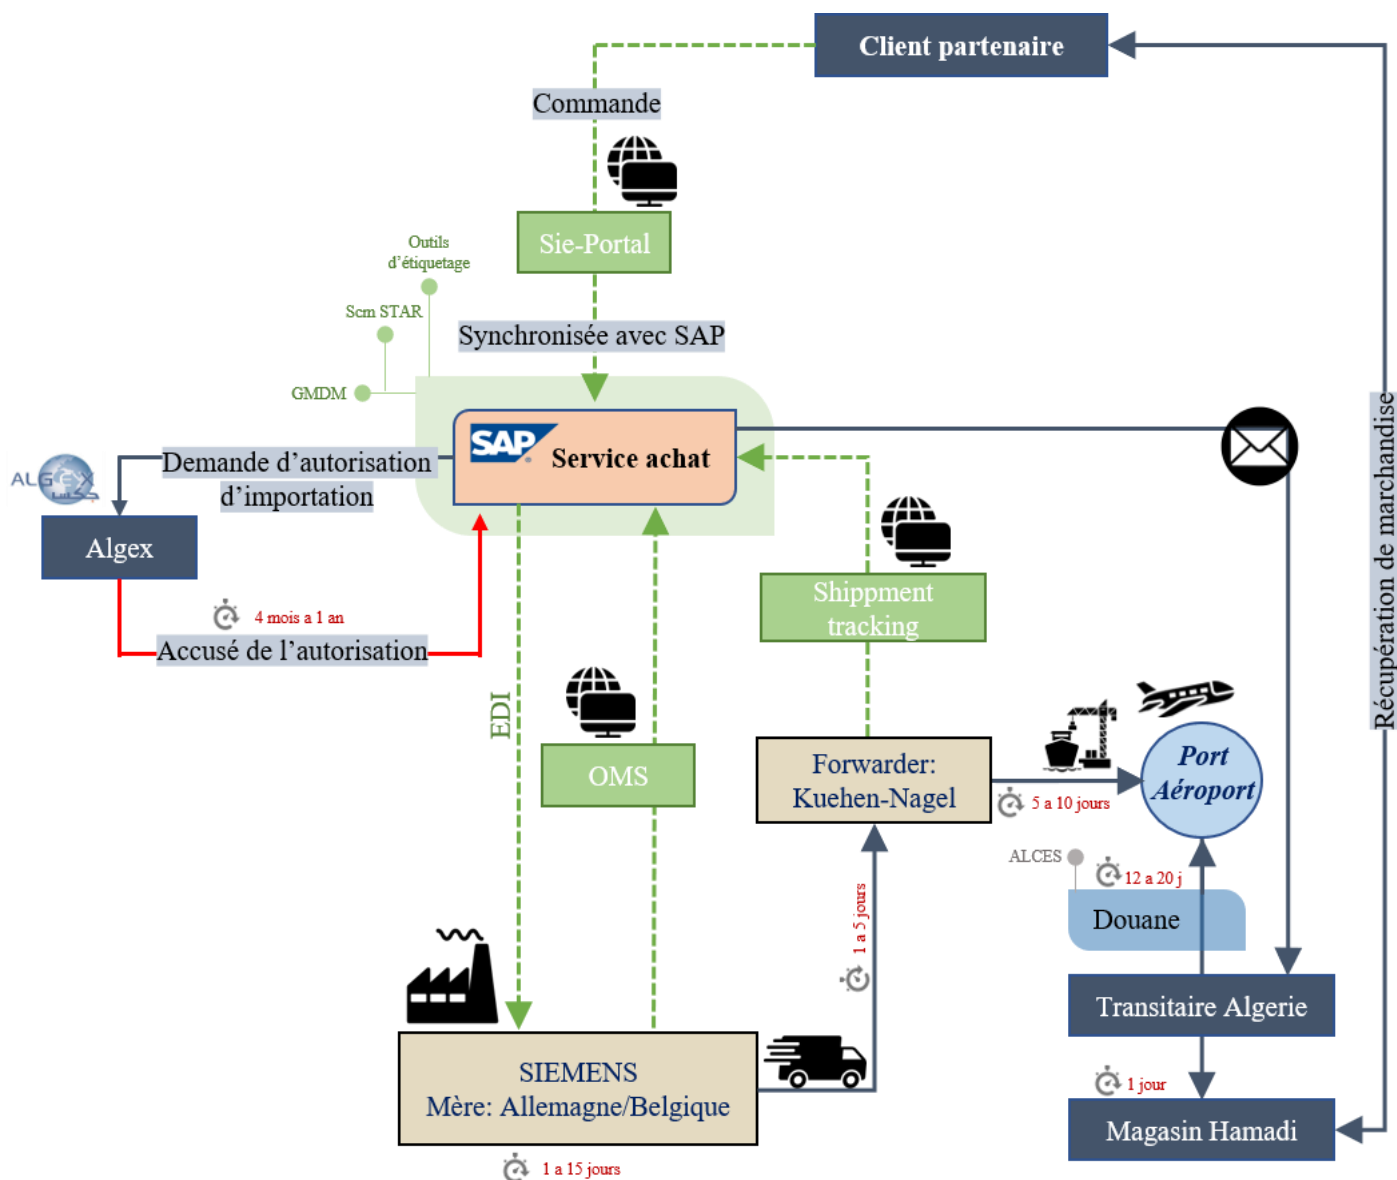 Client partenaire
Commande
Sie-Portal
Outils
d’étiquetage
Scm STAR
Synchronisée avec SAP
GMDM
SAP
Service achat
Récupération de marchandise
Demande d’autorisation
d’importation
ALGEX
Algex
4 mois a 1 an
Accusé de l’autorisation
Shippment
tracking
EDI
OMS
Forwarder:
Kuehen-Nagel
5 a 10 jours
Port
Aéroport
ALCES
12 a 20 j
Douane
1 a 5 jours
Transitaire Algerie
SIEMENS
Mère: Allemagne/Belgique
1 a 15 jours
1 jour
Magasin Hamadi